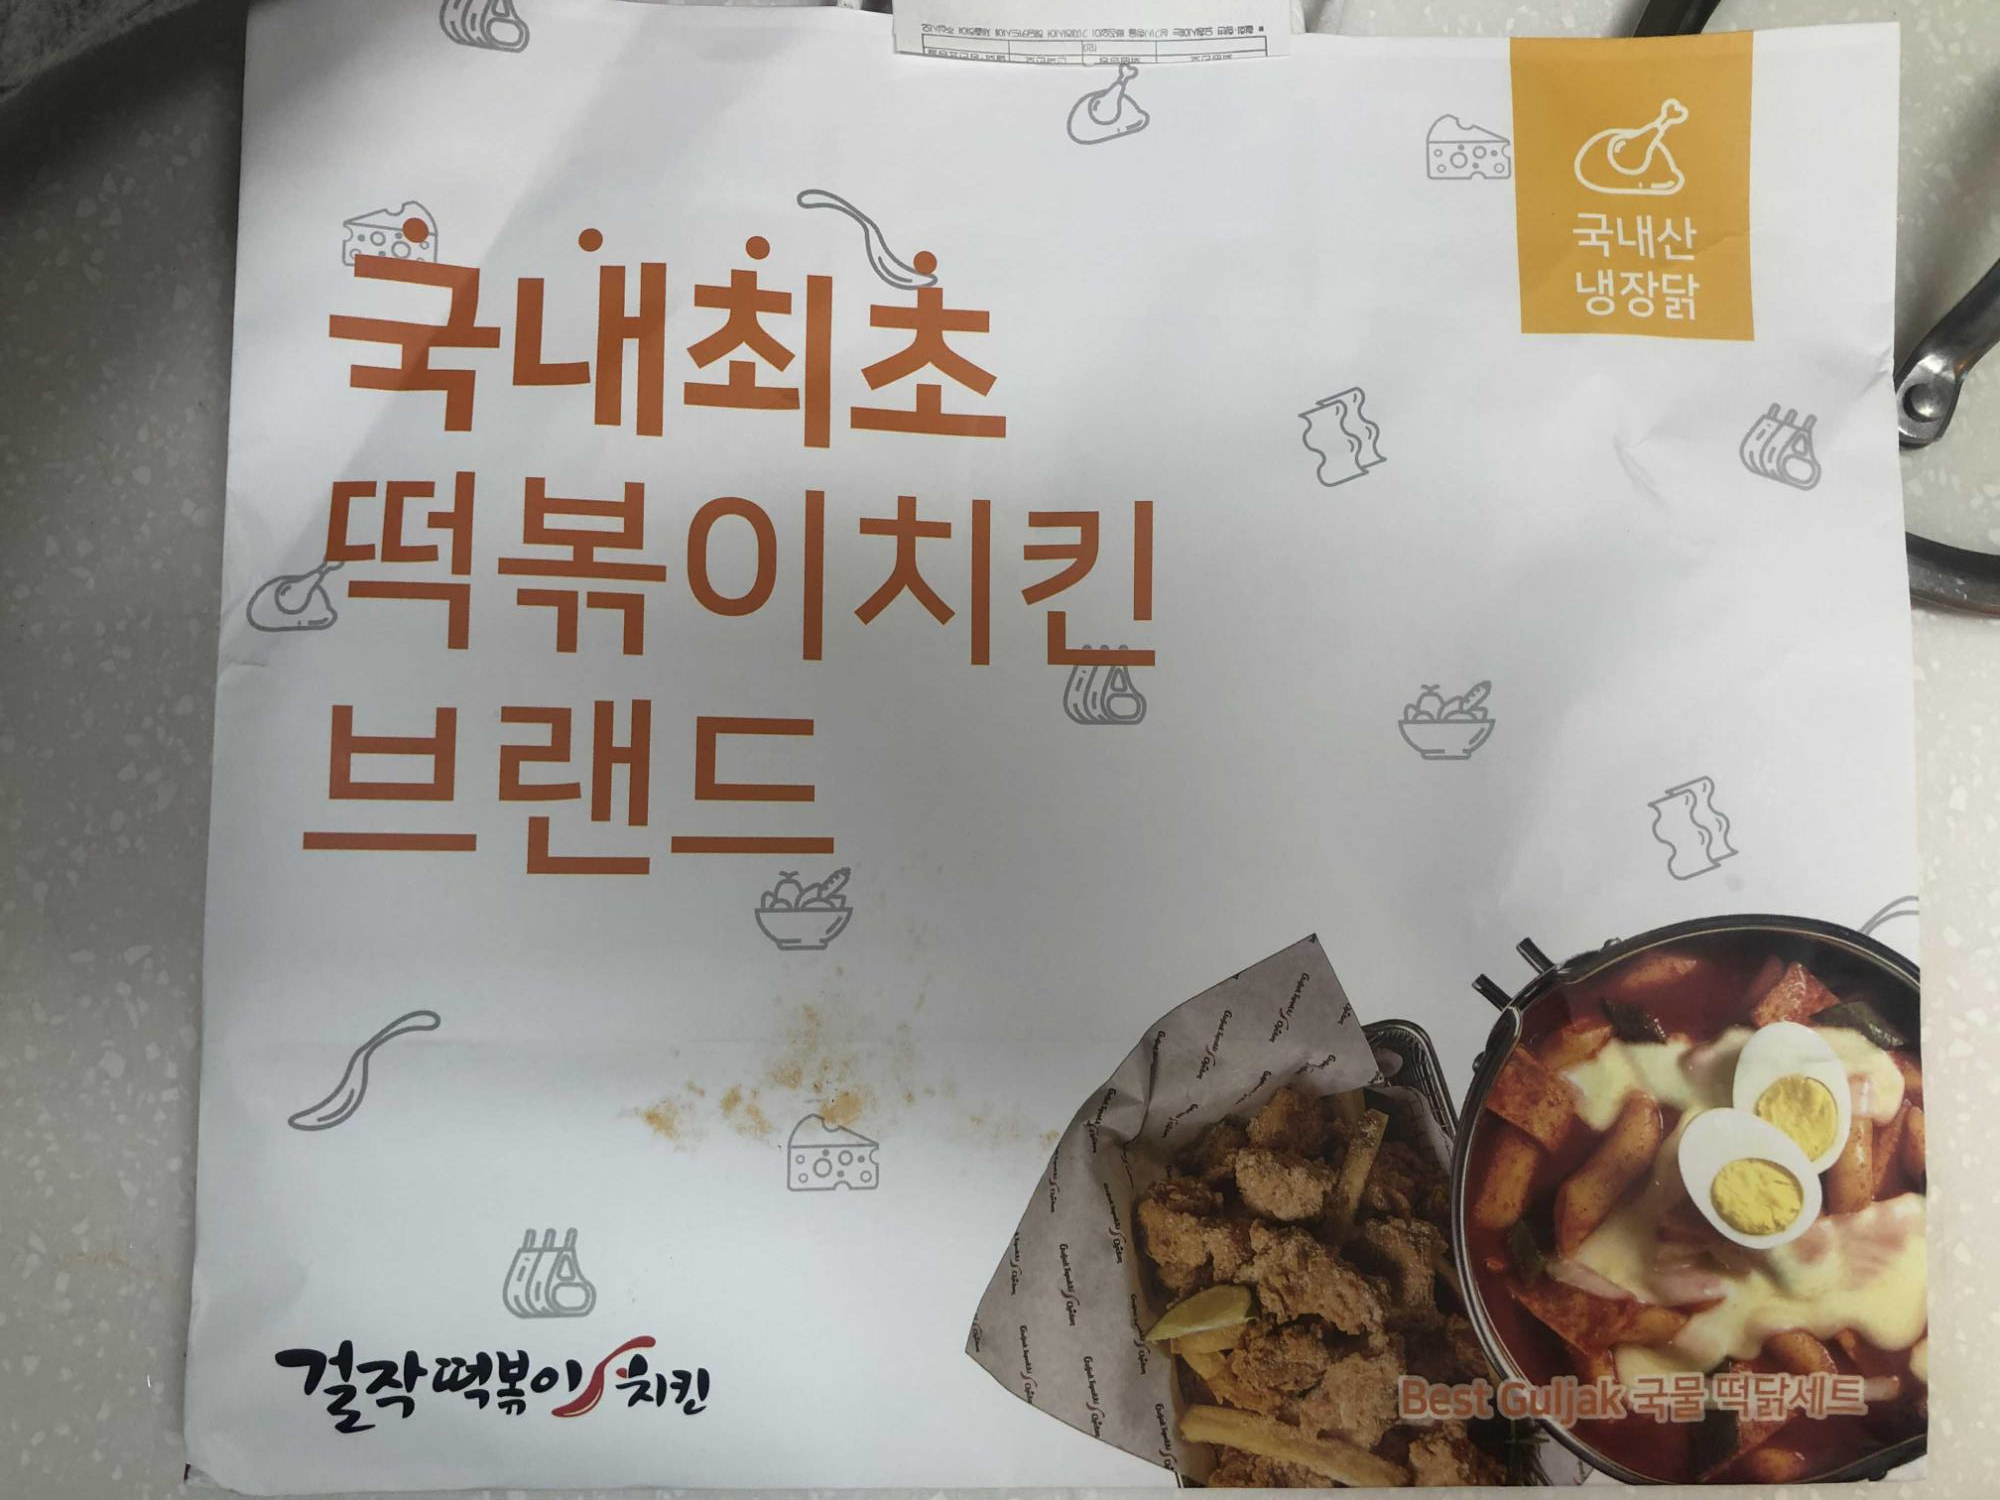 국내산
냉장닭
국내최초
떡볶이치킨
브랜드
걸작떡볶이치킨
Best Guljak 국물 떡닭세트